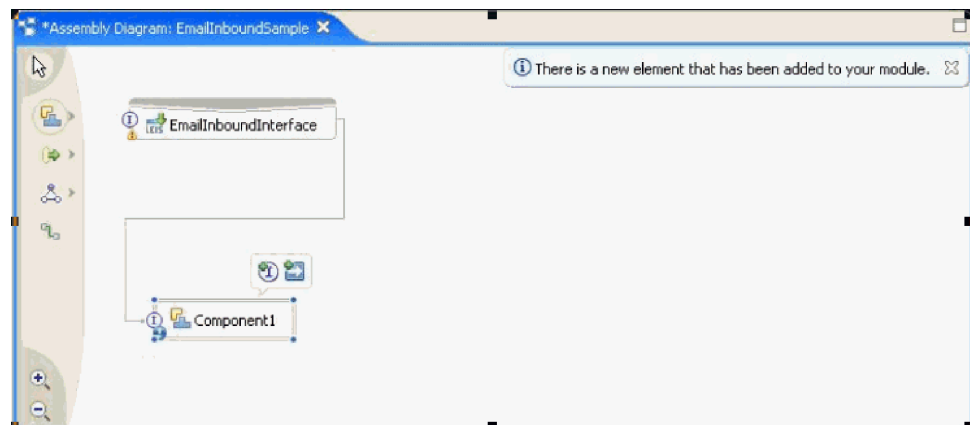 *Assembly Diagram: EmailInboundSample
There is a new element that has been added to your module.
EmailInboundInterface
Component1